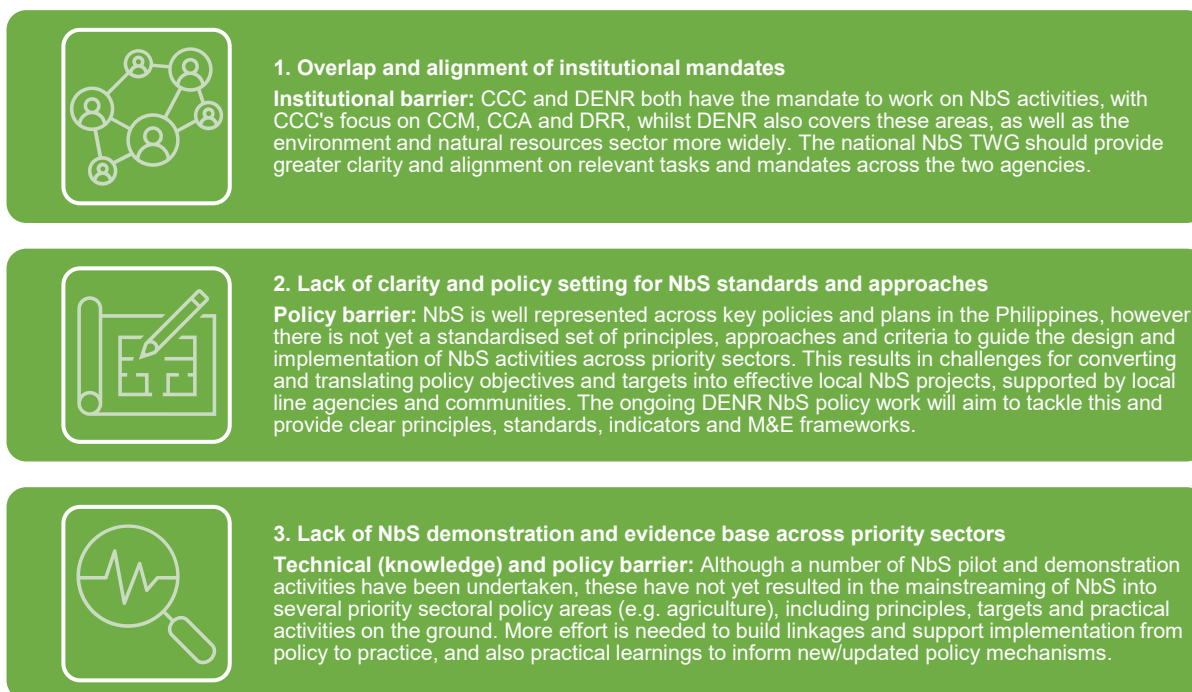 1. Overlap and alignment of institutional mandates
Institutional barrier: CCC and DENR both have the mandate to work on NbS activities, with
CCC's focus on CCM, CCA and DRR, whilst DENR also covers these areas, as well as the
environment and natural resources sector more widely. The national NbS TWG should provide
greater clarity and alignment on relevant tasks and mandates across the two agencies.
2. Lack of clarity and policy setting for NbS standards and approaches
Policy barrier: NbS is well represented across key policies and plans in the Philippines, however
there is not yet a standardised set of principles, approaches and criteria to guide the design and
implementation of NbS activities across priority sectors. This results in challenges for converting
and translating policy objectives and targets into effective local NbS projects, supported by local
line agencies and communities. The ongoing DENR NbS policy work will aim to tackle this and
provide clear principles, standards, indicators and M&E frameworks.
3. Lack of NbS demonstration and evidence base across priority sectors
Technical (knowledge) and policy barrier: Although a number of NbS pilot and demonstration
activities have been undertaken, these have not yet resulted in the mainstreaming of NbS into
several priority sectoral policy areas (e.g. agriculture), including principles, targets and practical
activities on the ground. More effort is needed to build linkages and support implementation from
policy to practice, and also practical learnings to inform new/updated policy mechanisms.